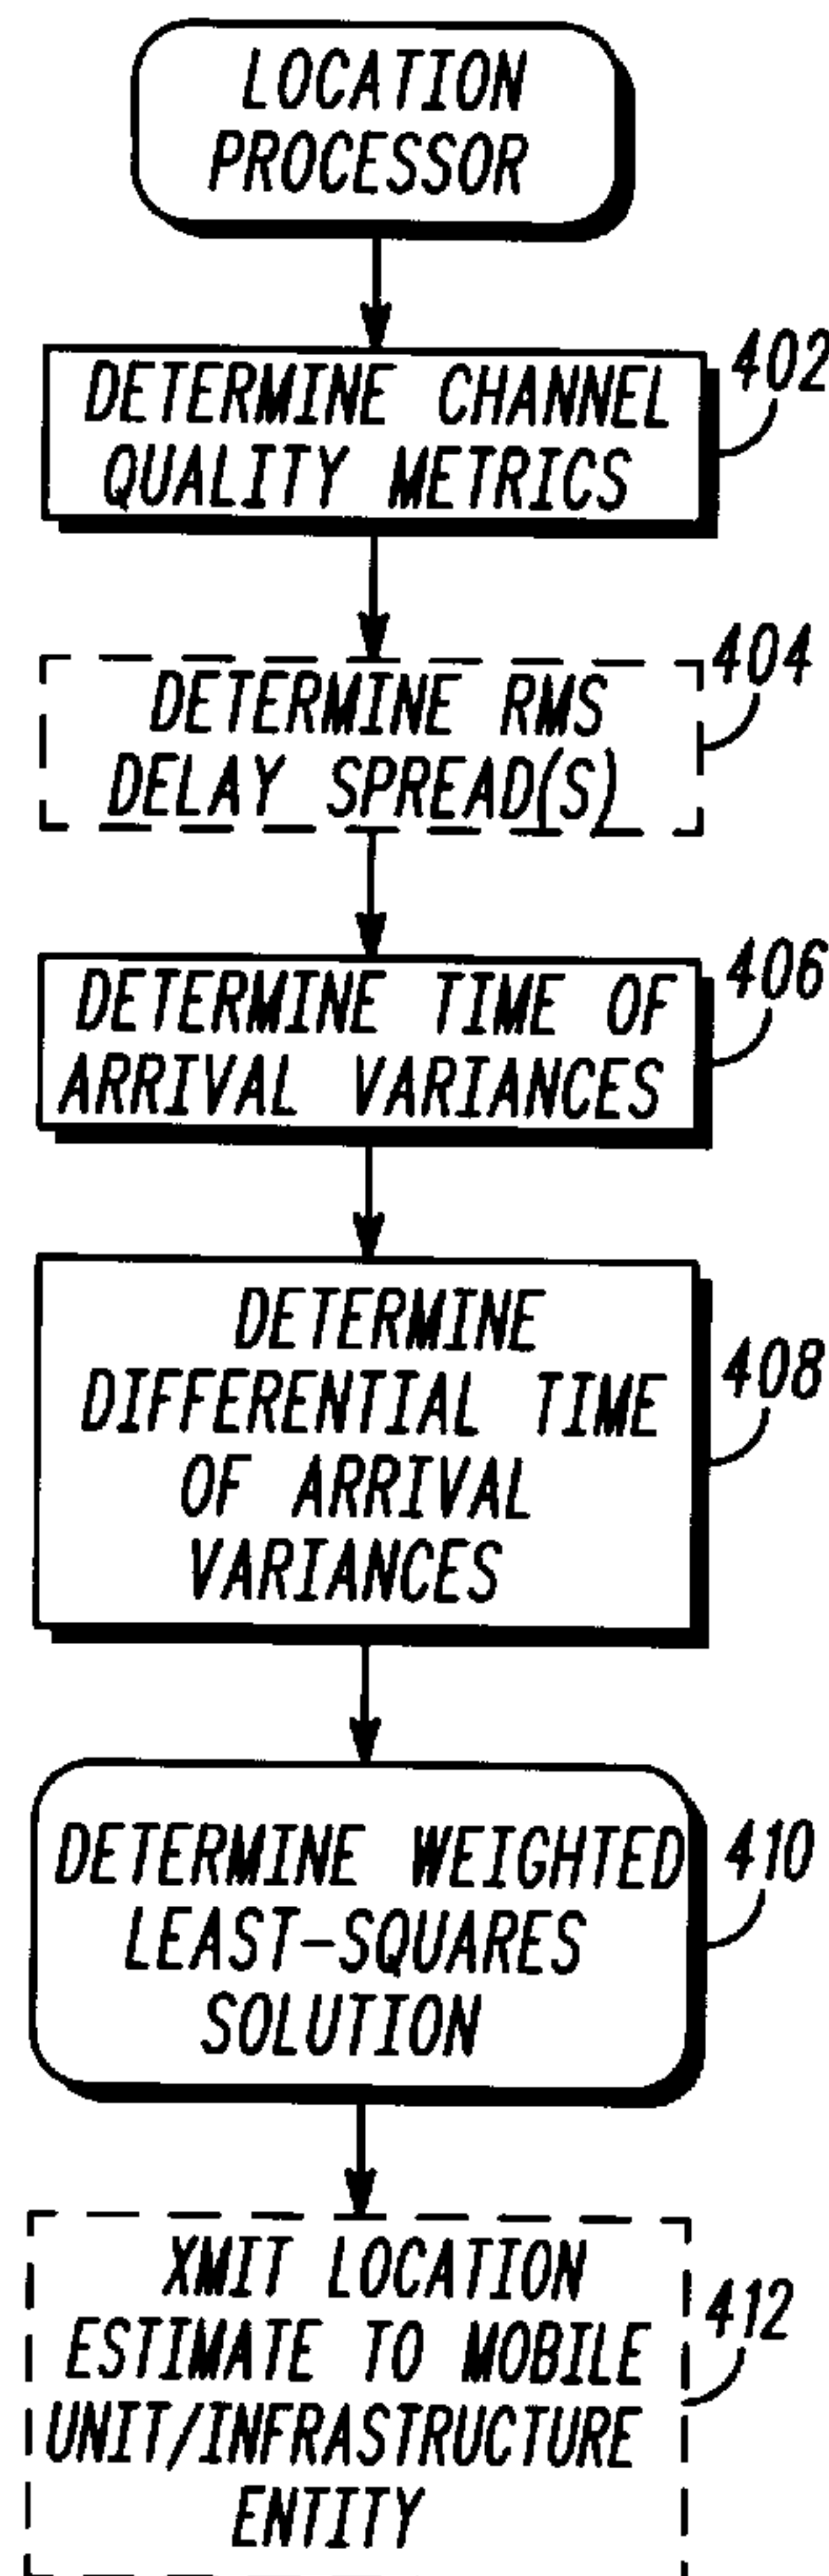 LOCATION
PROCESSOR
402
DETERMINE CHANNEL
QUALITY METRICS
404
DETERMINE RMS
DELAY SPREAD(S)
406
DETERMINE TIME OF
ARRIVAL VARIANCES
408
DETERMINE
DIFFERENTIAL TIME
OF ARRIVAL
VARIANCES
410
DETERMINE WEIGHTED
LEAST-SQUARES
SOLUTION
412
XMIT LOCATION
ESTIMATE TO MOBILE
UNIT/INFRASTRUCTURE
ENTITY